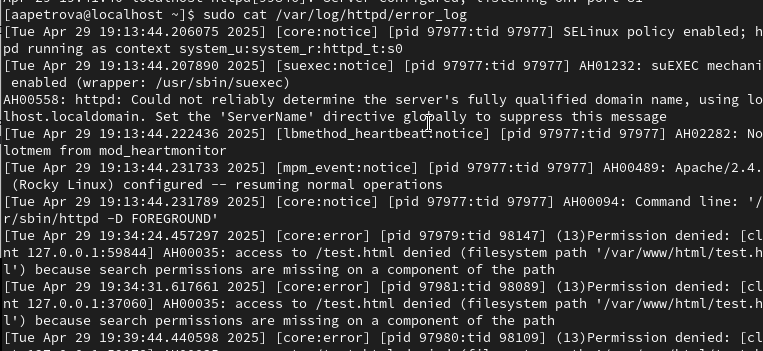 [aapetrova@localhost ~]$ sudo cat /var/log/httpd/error_log
[Tue Apr 29 19:13:44.206075 2025] [core:notice] [pid 97977:tid 97977] SELinux policy enabled; h
pd running as context system_u:system_r:httpd_t:s0
[Tue Apr 29 19:13:44.207890 2025] [suexec:notice] [pid 97977:tid 97977] AH01232: suEXEC mechani
enabled (wrapper: /usr/sbin/suexec)
AH00558: httpd: Could not reliably determine the server's fully qualified domain name, using lo
lhost.localdomain. Set the 'ServerName' directive globally to suppress this message
[Tue Apr 29 19:13:44.222436 2025] [lbmethod_heartbeat:notice] [pid 97977:tid 97977] AH02282: No
lotmem from mod_heartmonitor
[Tue Apr 29 19:13:44.231733 2025] [mpm_event:notice] [pid 97977:tid 97977] AH00489: Apache/2.4.
(Rocky Linux) configured -- resuming normal operations
[Tue Apr 29 19:13:44.231789 2025] [core:notice] [pid 97977:tid 97977] AH00094: Command line: '/
r/sbin/httpd -D FOREGROUND'
[Tue Apr 29 19:34:24.457297 2025] [core:error] [pid 97979:tid 98147] (13)Permission denied: [cl
nt 127.0.0.1:59844] AH00035: access to /test.html denied (filesystem path '/var/www/html/test.h
l') because search permissions are missing on a component of the path
[Tue Apr 29 19:34:31.617661 2025] [core:error] [pid 97981:tid 98089] (13)Permission denied: [cl
nt 127.0.0.1:37060] AH00035: access to /test.html denied (filesystem path '/var/www/html/test.h
l') because search permissions are missing on a component of the path
[Tue Apr 29 19:39:44.440598 2025] [core:error] [pid 97980:tid 98109] (13)Permission denied: [cl